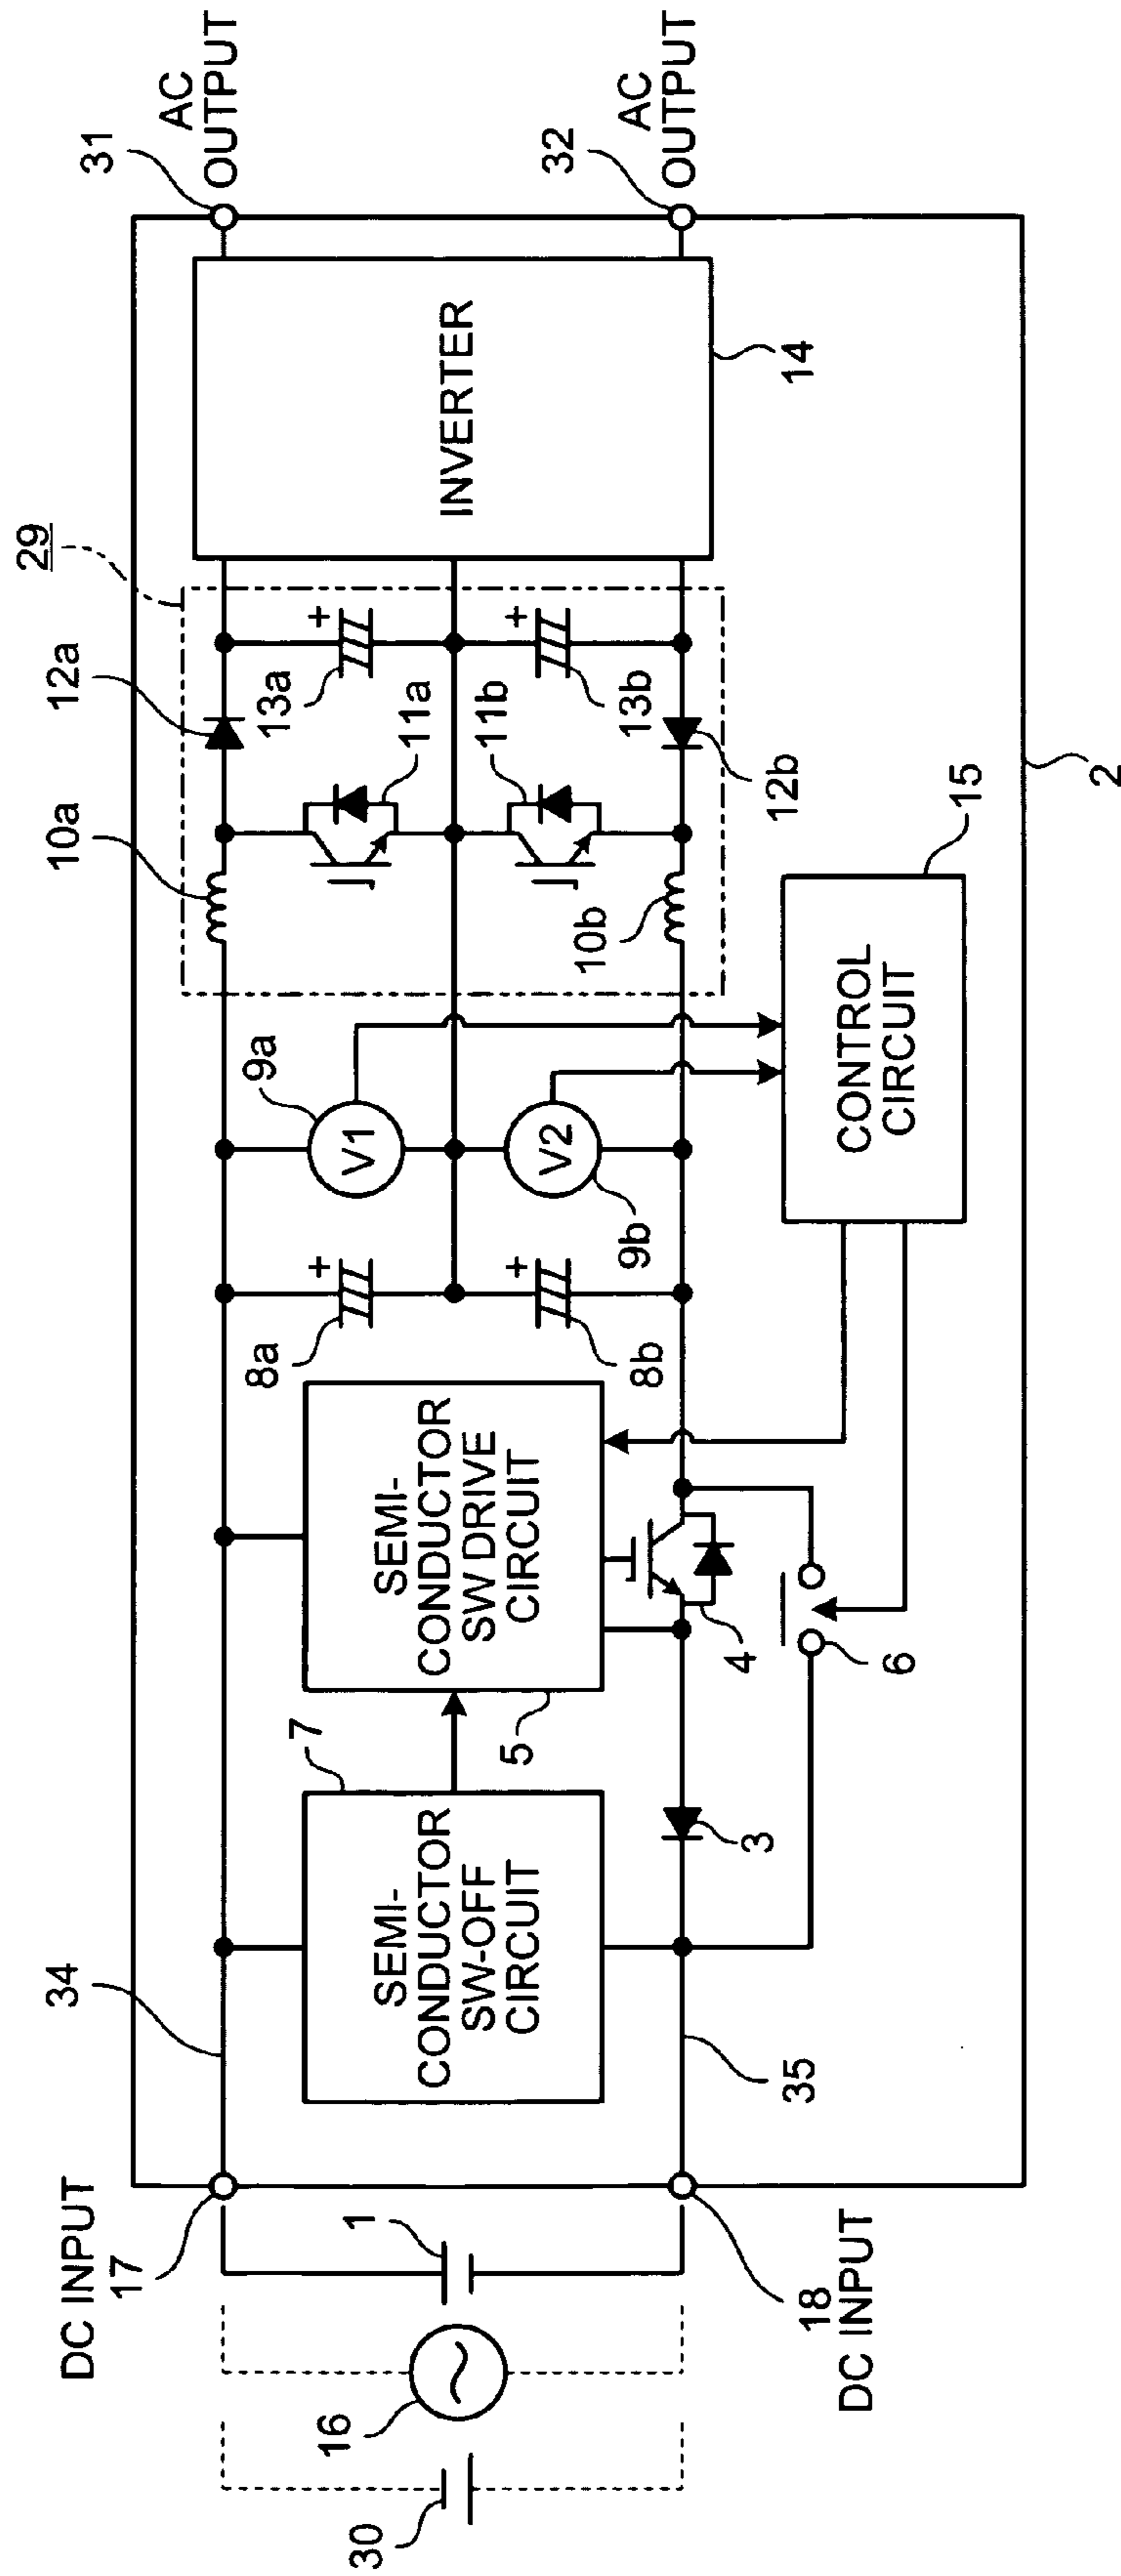 DC INPUT
17
34
1
16
30
18
DC INPUT
35
7
SEMI-
CONDUCTOR
SW-OFF
CIRCUIT
3
5
SEMI-
CONDUCTOR
SW DRIVE
CIRCUIT
4
6
8a
+
8b
+
9a
V1
V2
9b
CONTROL
CIRCUIT
15
10a
10b
11a
11b
12a
12b
13a
+
13b
+
29
INVERTER
14
2
31
AC
OUTPUT
32
AC
OUTPUT